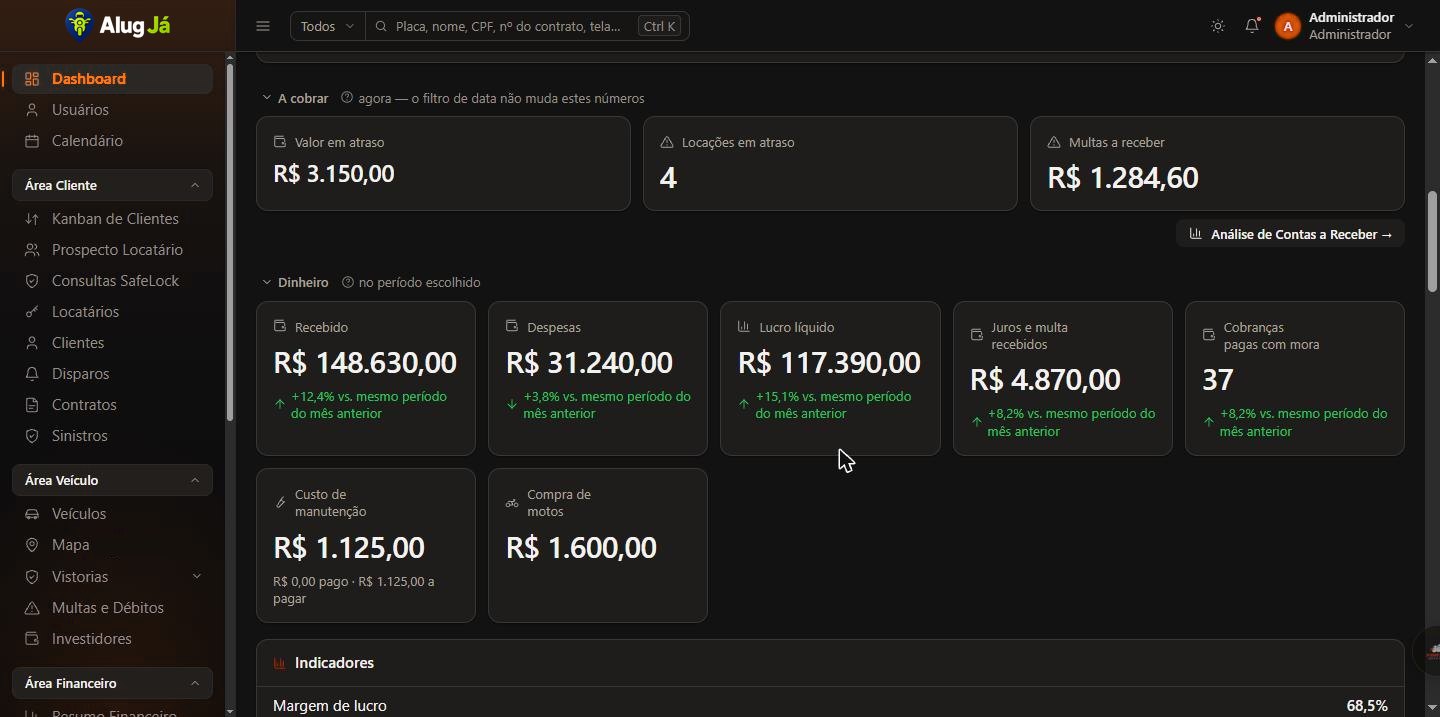 AlugJá
Todos
Placa, nome, CPF, nº do contrato, tela...
Ctrl K
A
Administrador
Administrador
Dashboard
Usuários
Calendário
Área Cliente
Kanban de Clientes
Prospecto Locatário
Consultas SafeLock
Locatários
Clientes
Disparos
Contratos
Sinistros
Área Veículo
Veículos
Mapa
Vistorias
Multas e Débitos
Investidores
Área Financeiro
Resumo Financeiro
A cobrar
agora — o filtro de data não muda estes números
Valor em atraso
R$ 3.150,00
Locações em atraso
4
Multas a receber
R$ 1.284,60
Análise de Contas a Receber →
Dinheiro
no período escolhido
Recebido
R$ 148.630,00
+12,4% vs. mesmo período
do mês anterior
Despesas
R$ 31.240,00
+3,8% vs. mesmo período do
mês anterior
Lucro líquido
R$ 117.390,00
+15,1% vs. mesmo período
do mês anterior
Juros e multa
recebidos
R$ 4.870,00
+8,2% vs. mesmo período do
mês anterior
Cobranças
pagas com mora
37
+8,2% vs. mesmo período do
mês anterior
Custo de
manutenção
R$ 1.125,00
R$ 0,00 pago · R$ 1.125,00 a
pagar
Compra de
motos
R$ 1.600,00
Indicadores
Margem de lucro
68,5%